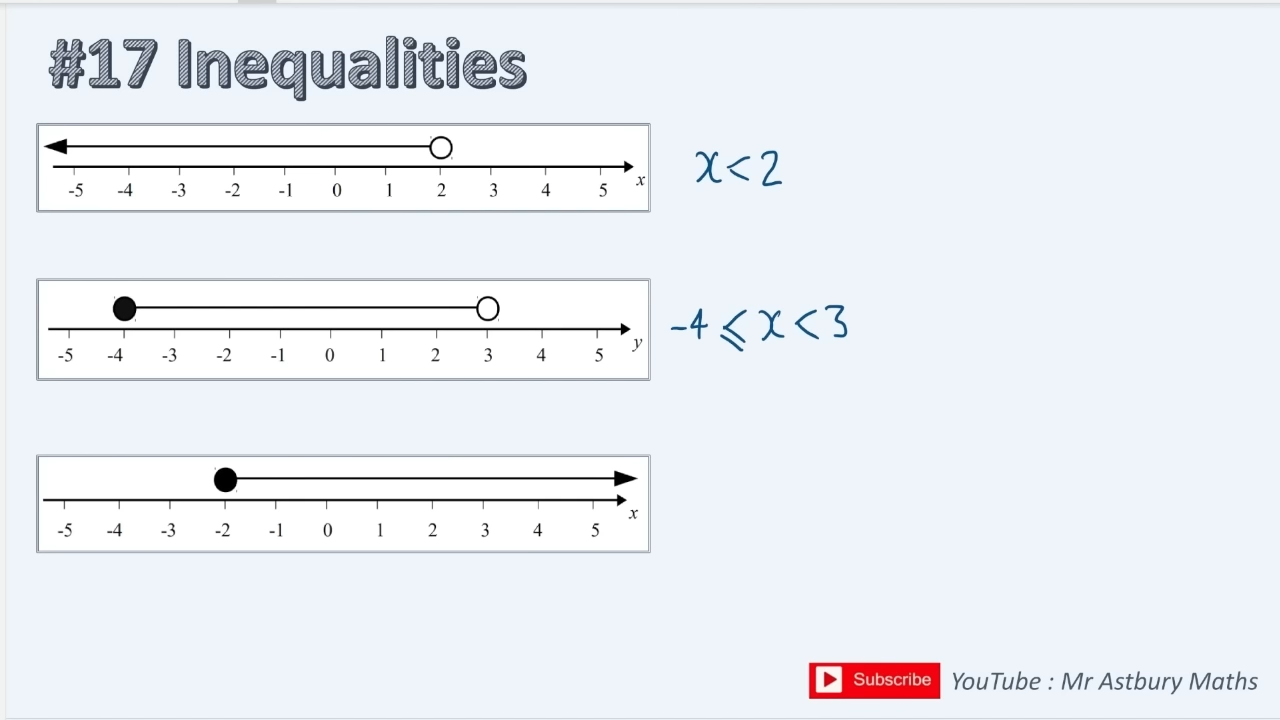 #17 Inequalities
-5 -4 -3 -2 -1 0 1 2 3 4 5 x
x < 2
-5 -4 -3 -2 -1 0 1 2 3 4 5 y
-4 ⩽ x < 3
-5 -4 -3 -2 -1 0 1 2 3 4 5 x
Subscribe YouTube : Mr Astbury Maths